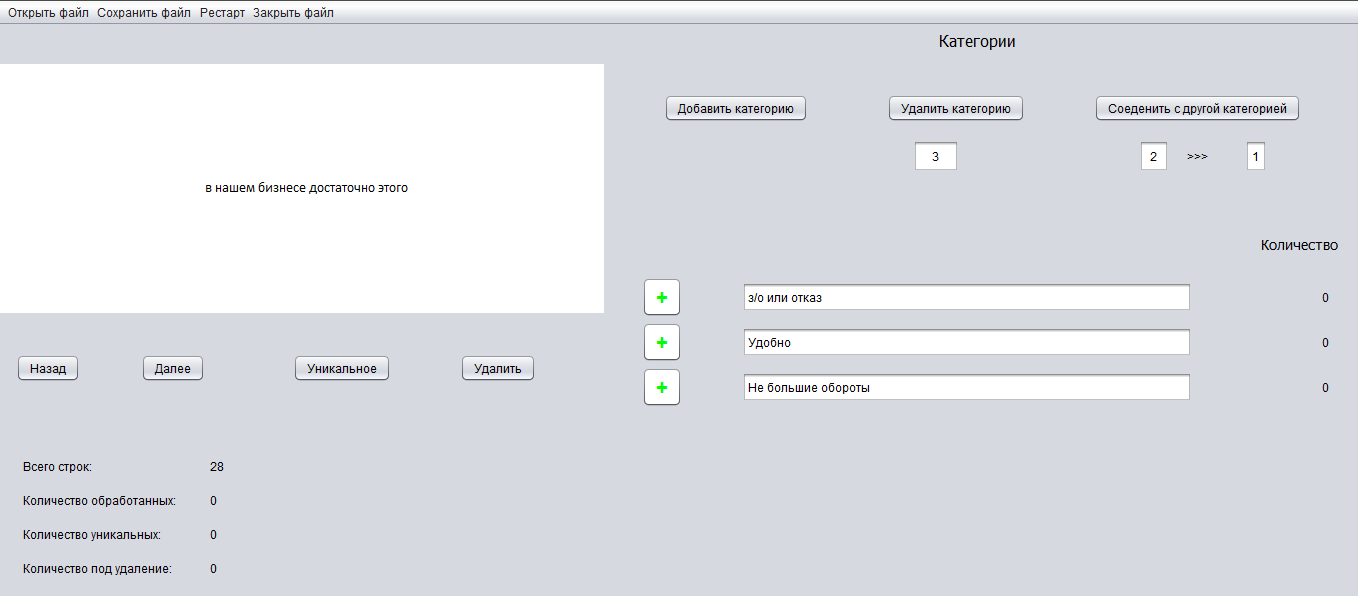 Открыть файл Сохранить файл Рестарт Закрыть файл
Категории
Добавить категорию Удалить категорию Соеденить с другой категорией
3 2 >>> 1
в нашем бизнесе достаточно этого
Количество
+ з/о или отказ 0
+ Удобно 0
+ Не большие обороты 0
Назад Далее Уникальное Удалить
Всего строк: 28
Количество обработанных: 0
Количество уникальных: 0
Количество под удаление: 0